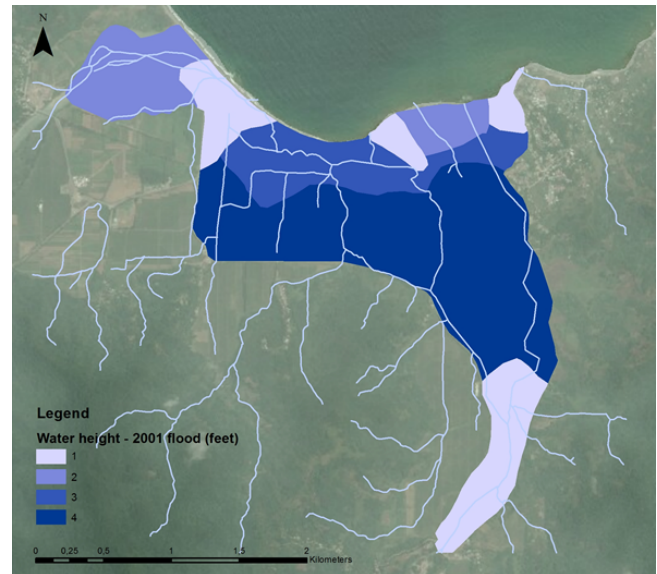 N
Legend
Water height - 2001 flood (feet)
1
2
3
4
0 0,25 0,5 1 1,5 2
Kilometers